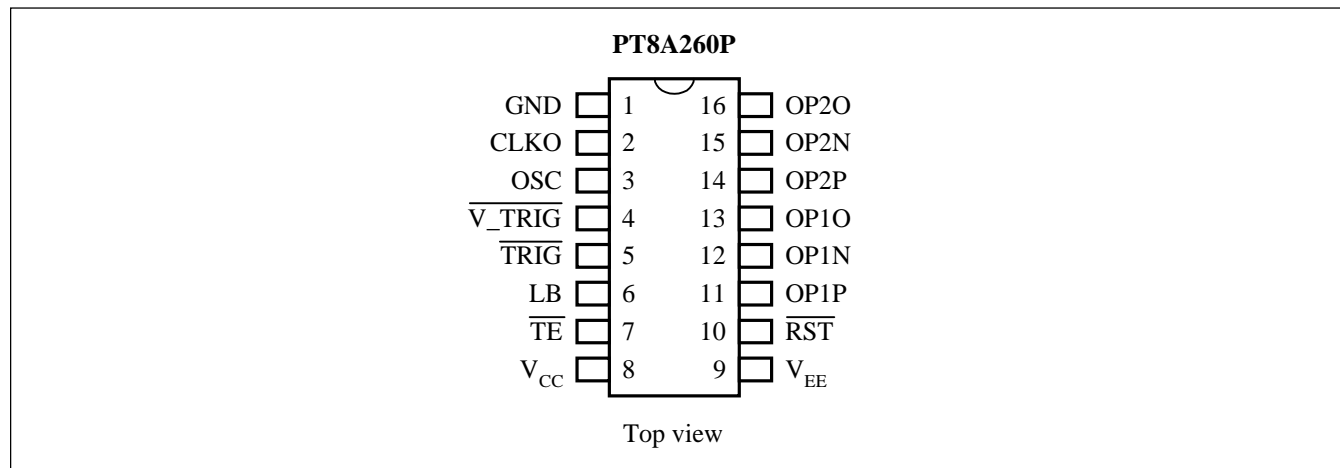 PT8A260P
GND 1 16 OP2O
CLKO 2 15 OP2N
OSC 3 14 OP2P
V_TRIG 4 13 OP1O
TRIG 5 12 OP1N
LB 6 11 OP1P
TE 7 10 RST
VCC 8 9 VEE
Top view